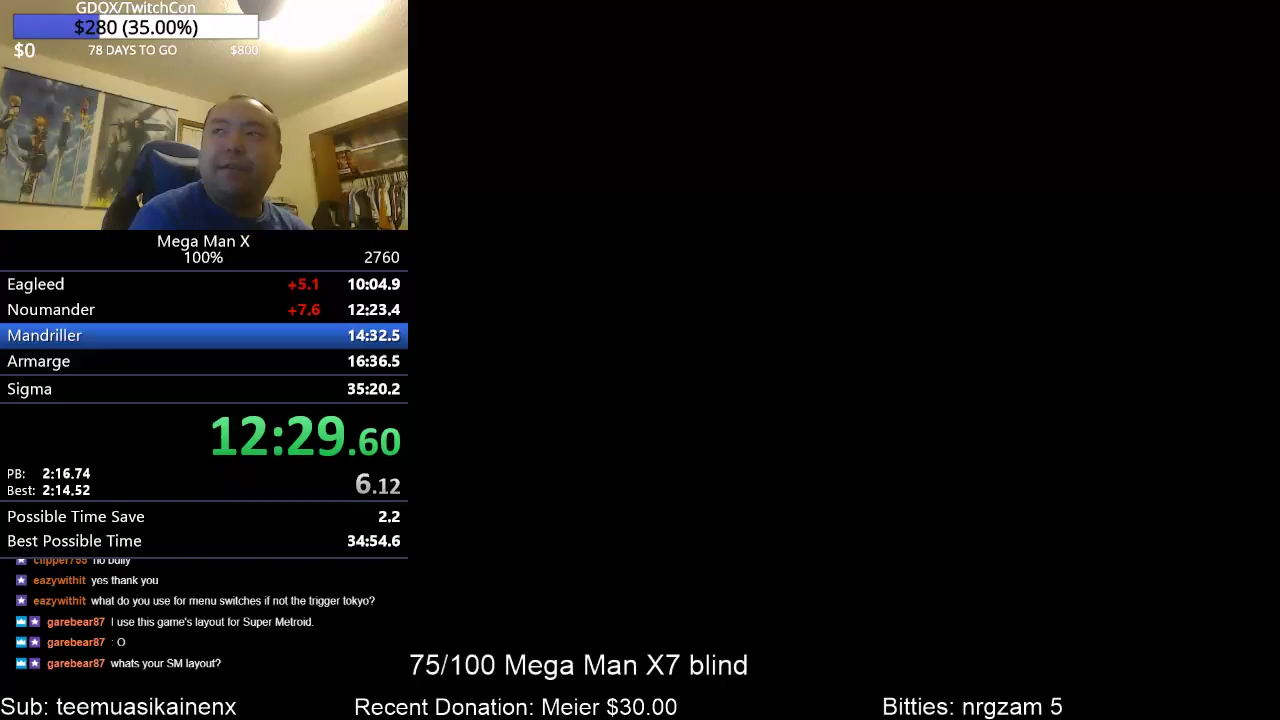 GDQX/TwitchCon
$280 (35.00%)
$0 78 DAYS TO GO $800
Mega Man X
100% 2760
Eagleed +5.1 10:04.9
Noumander +7.6 12:23.4
Mandriller 14:32.5
Armarge 16:36.5
Sigma 35:20.2
12:29.60
PB: 2:16.74
Best: 2:14.52
6.12
Possible Time Save 2.2
Best Possible Time 34:54.6
clipper755 no bully
eazywithit yes thank you
eazywithit what do you use for menu switches if not the trigger tokyo?
garebear87 I use this game's layout for Super Metroid.
garebear87 : O
garebear87 whats your SM layout?
75/100 Mega Man X7 blind
Sub: teemuasikainenx Recent Donation: Meier $30.00 Bitties: nrgzam 5